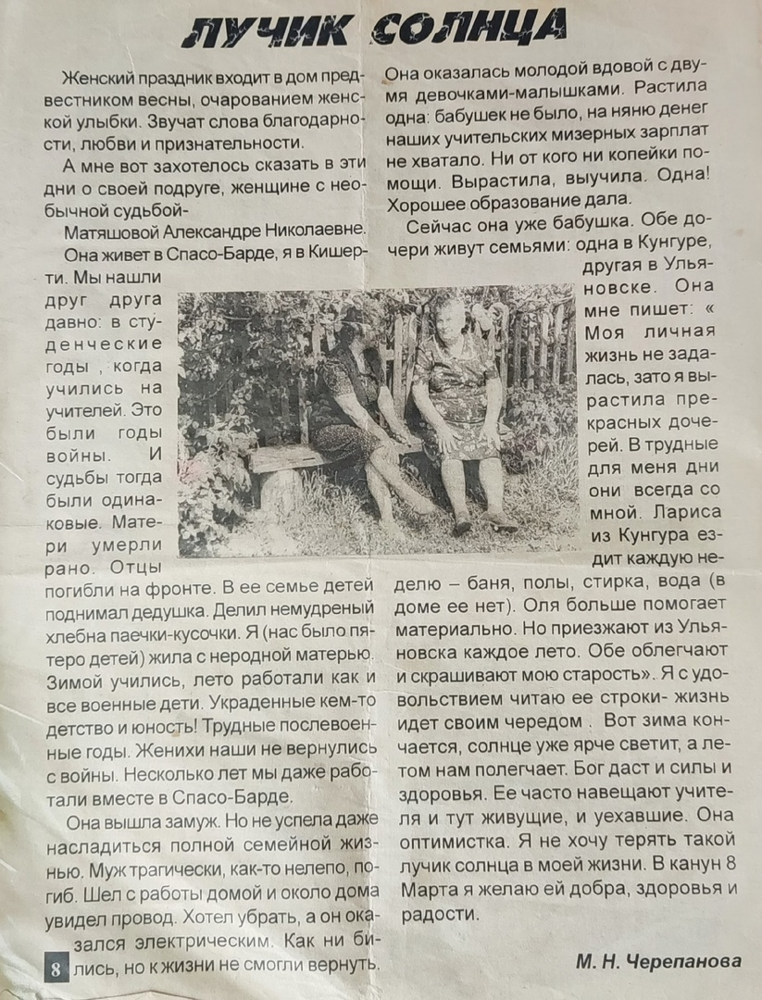 ЛУЧИК СОЛНЦА
Женский праздник входит в дом пред-
вестником весны, очарованием женс-
кой улыбки. Звучат слова благодарно-
сти, любви и признательности.
А мне вот захотелось сказать в эти
дни о своей подруге, женщине с нео-
бычной судьбой-
Матяшовой Александре Николаевне.
Она живет в Спасо-Барде, я в Кишер-
ти. Мы нашли
друг друга
давно: в сту-
денческие
годы , когда
учились на
учителей. Это
были годы
войны. И
судьбы тогда
были одина-
ковые. Мате-
ри умерли
рано. Отцы
погибли на фронте. В ее семье детей
поднимал дедушка. Делил немудреный
хлебна паечки-кусочки. Я (нас было пя-
теро детей) жила с неродной матерью.
Зимой учились, лето работали как и
все военные дети. Украденные кем-то
детство и юность! Трудные послевоен-
ные годы. Женихи наши не вернулись
с войны. Несколько лет мы даже рабо-
тали вместе в Спасо-Барде.
Она вышла замуж. Но не успела даже
насладиться полной семейной жиз-
нью. Муж трагически, как-то нелепо, по-
гиб. Шел с работы домой и около дома
увидел провод. Хотел убрать, а он ока-
зался электрическим. Как ни би-
лись, но к жизни не смогли вернуть.
Она оказалась молодой вдовой с дву-
мя девочками-малышками. Растила
одна: бабушек не было, на няню денег
наших учительских мизерных зарплат
не хватало. Ни от кого ни копейки по-
мощи. Вырастила, выучила. Одна!
Хорошее образование дала.
Сейчас она уже бабушка. Обе до-
чери живут семьями: одна в Кунгуре,
другая в Улья-
новске. Она
мне пишет: «
Моя личная
жизнь не зада-
лась, зато я вы-
растила пре-
красных доче-
рей. В трудные
для меня дни
они всегда со
мной. Лариса
из Кунгура ез-
дит каждую не-
делю – баня, полы, стирка, вода (в
доме ее нет). Оля больше помогает
материально. Но приезжают из Улья-
новска каждое лето. Обе облегчают
и скрашивают мою старость». Я с удо-
вольствием читаю ее строки- жизнь
идет своим чередом . Вот зима кон-
чается, солнце уже ярче светит, а ле-
том нам полегчает. Бог даст и силы и
здоровья. Ее часто навещают учите-
ля и тут живущие, и уехавшие. Она
оптимистка. Я не хочу терять такой
лучик солнца в моей жизни. В канун 8
Марта я желаю ей добра, здоровья и
радости.
М. Н. Черепанова
8